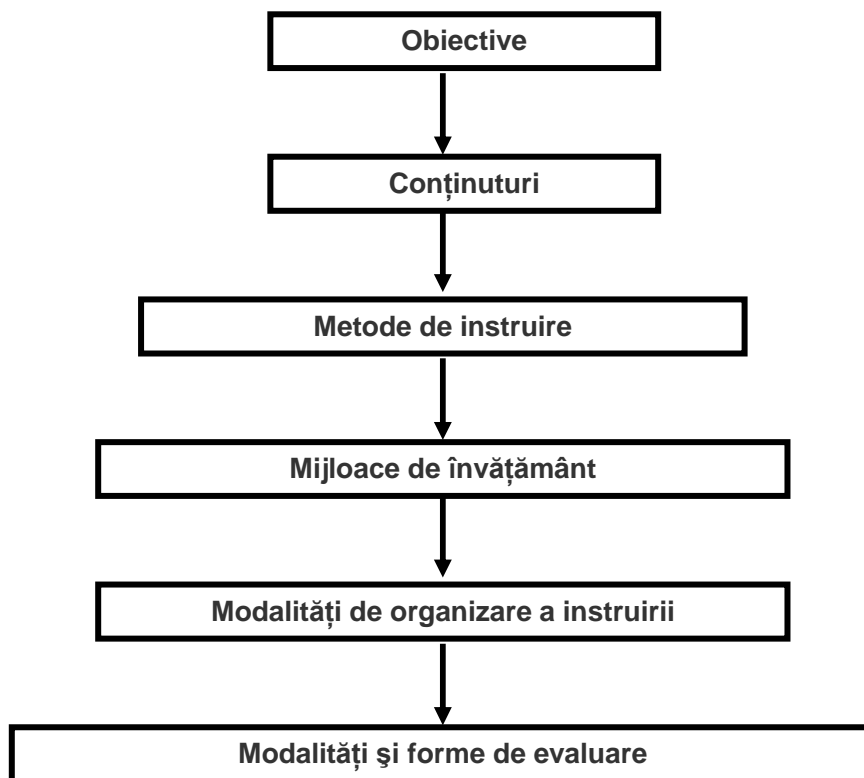 Obiective
Conținuturi
Metode de instruire
Mijloace de învățământ
Modalități de organizare a instruirii
Modalități şi forme de evaluare